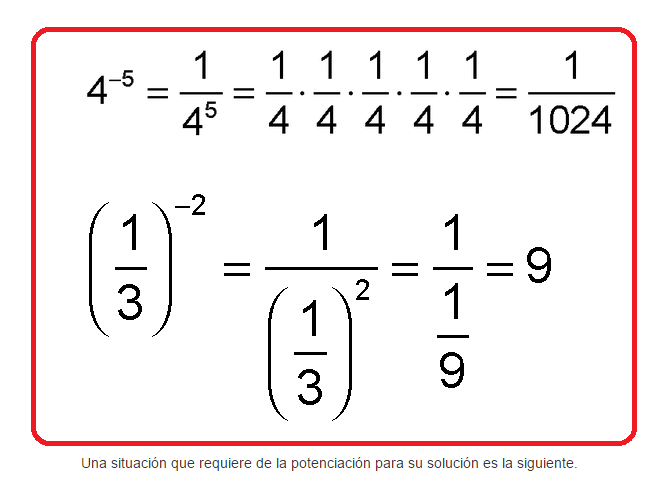 4⁻⁵ = 1/4⁵ = 1/4 · 1/4 · 1/4 · 1/4 · 1/4 = 1/1024
(1/3)⁻² = 1/(1/3)² = 1/(1/9) = 9
Una situación que requiere de la potenciación para su solución es la siguiente.